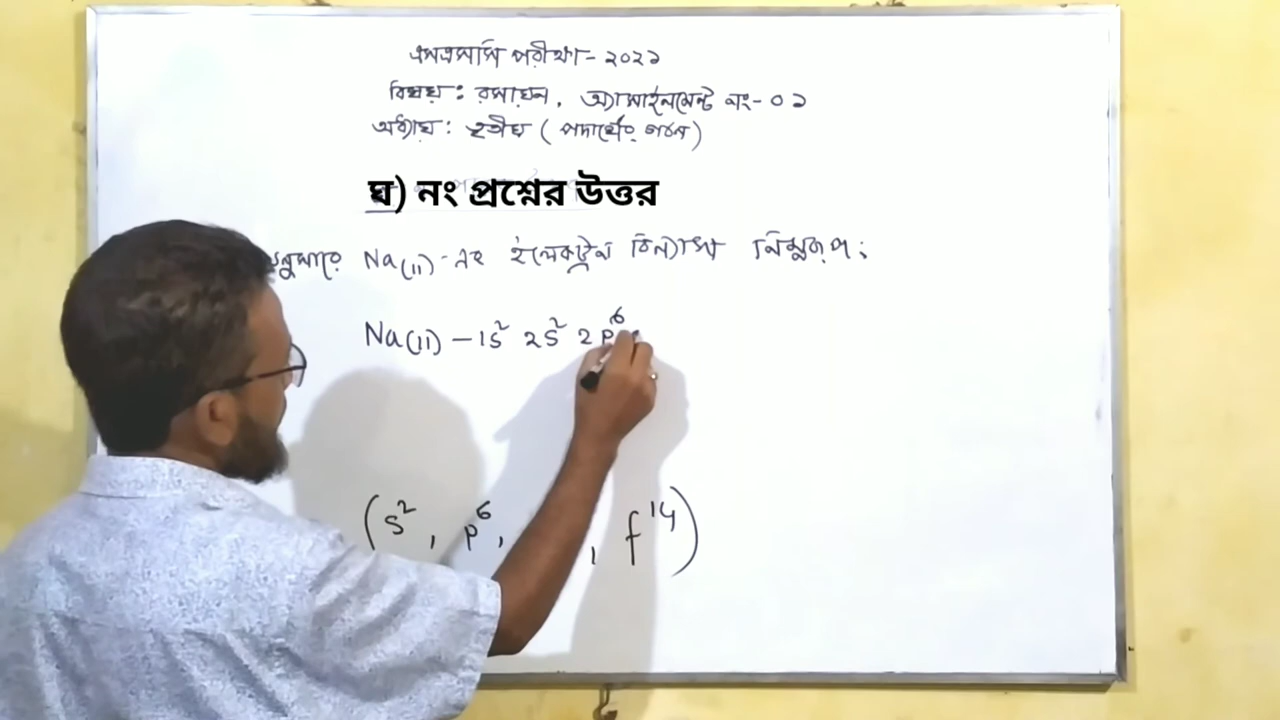 এসএসসি পরীক্ষা - ২০২১
বিষয় : রসায়ন, অ্যাসাইনমেন্ট নং - ০১
অধ্যায় : তৃতীয় ( পদার্থের গঠন )
ঘ) নং প্রশ্নের উত্তর
Na(11) - এর ইলেকট্রন বিন্যাস নিম্নরূপ :
Na(11) — 1s² 2s² 2p⁶
( s² , p⁶ , , f¹⁴ )